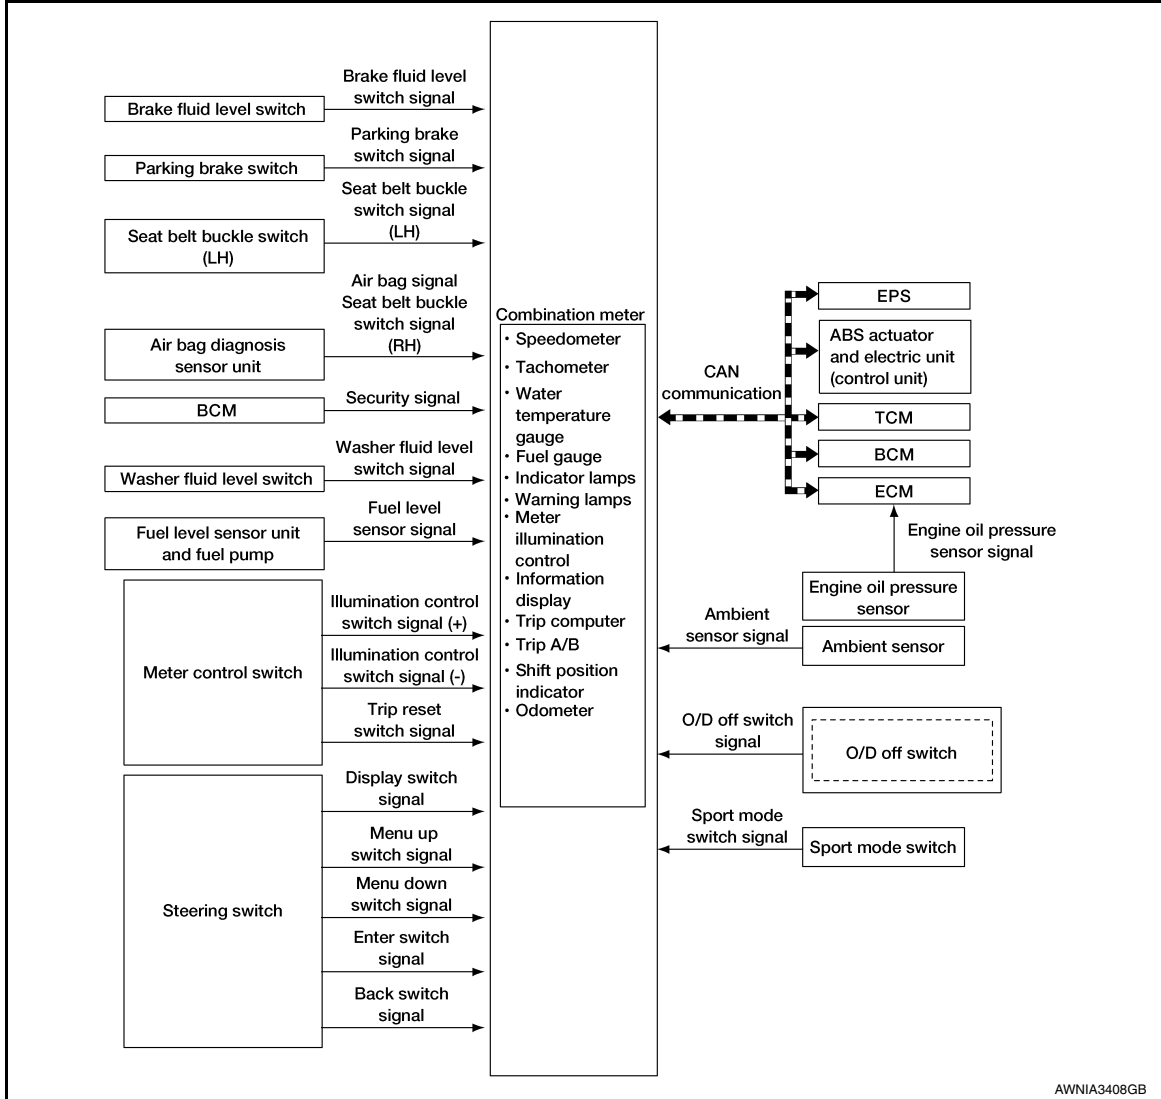 Brake fluid level
switch signal
Brake fluid level switch
Parking brake
switch signal
Parking brake switch
Seat belt buckle
switch signal
(LH)
Seat belt buckle switch
(LH)
Air bag signal
Seat belt buckle
switch signal
(RH)
Air bag diagnosis
sensor unit
Security signal
BCM
Washer fluid level
switch signal
Washer fluid level switch
Fuel level
sensor signal
Fuel level sensor unit
and fuel pump
Illumination control
switch signal (+)
Illumination control
switch signal (-)
Meter control switch
Trip reset
switch signal
Display switch
signal
Menu up
switch signal
Menu down
switch signal
Steering switch
Enter switch
signal
Back switch
signal
Combination meter
· Speedometer
· Tachometer
· Water
temperature
gauge
· Fuel gauge
· Indicator lamps
· Warning lamps
· Meter
illumination
control
· Information
display
· Trip computer
· Trip A/B
· Shift position
indicator
· Odometer
CAN
communication
EPS
ABS actuator
and electric unit
(control unit)
TCM
BCM
ECM
Engine oil pressure
sensor signal
Engine oil pressure
sensor
Ambient
sensor signal
Ambient sensor
O/D off switch
signal
O/D off switch
Sport mode
switch signal
Sport mode switch
AWNIA3408GB